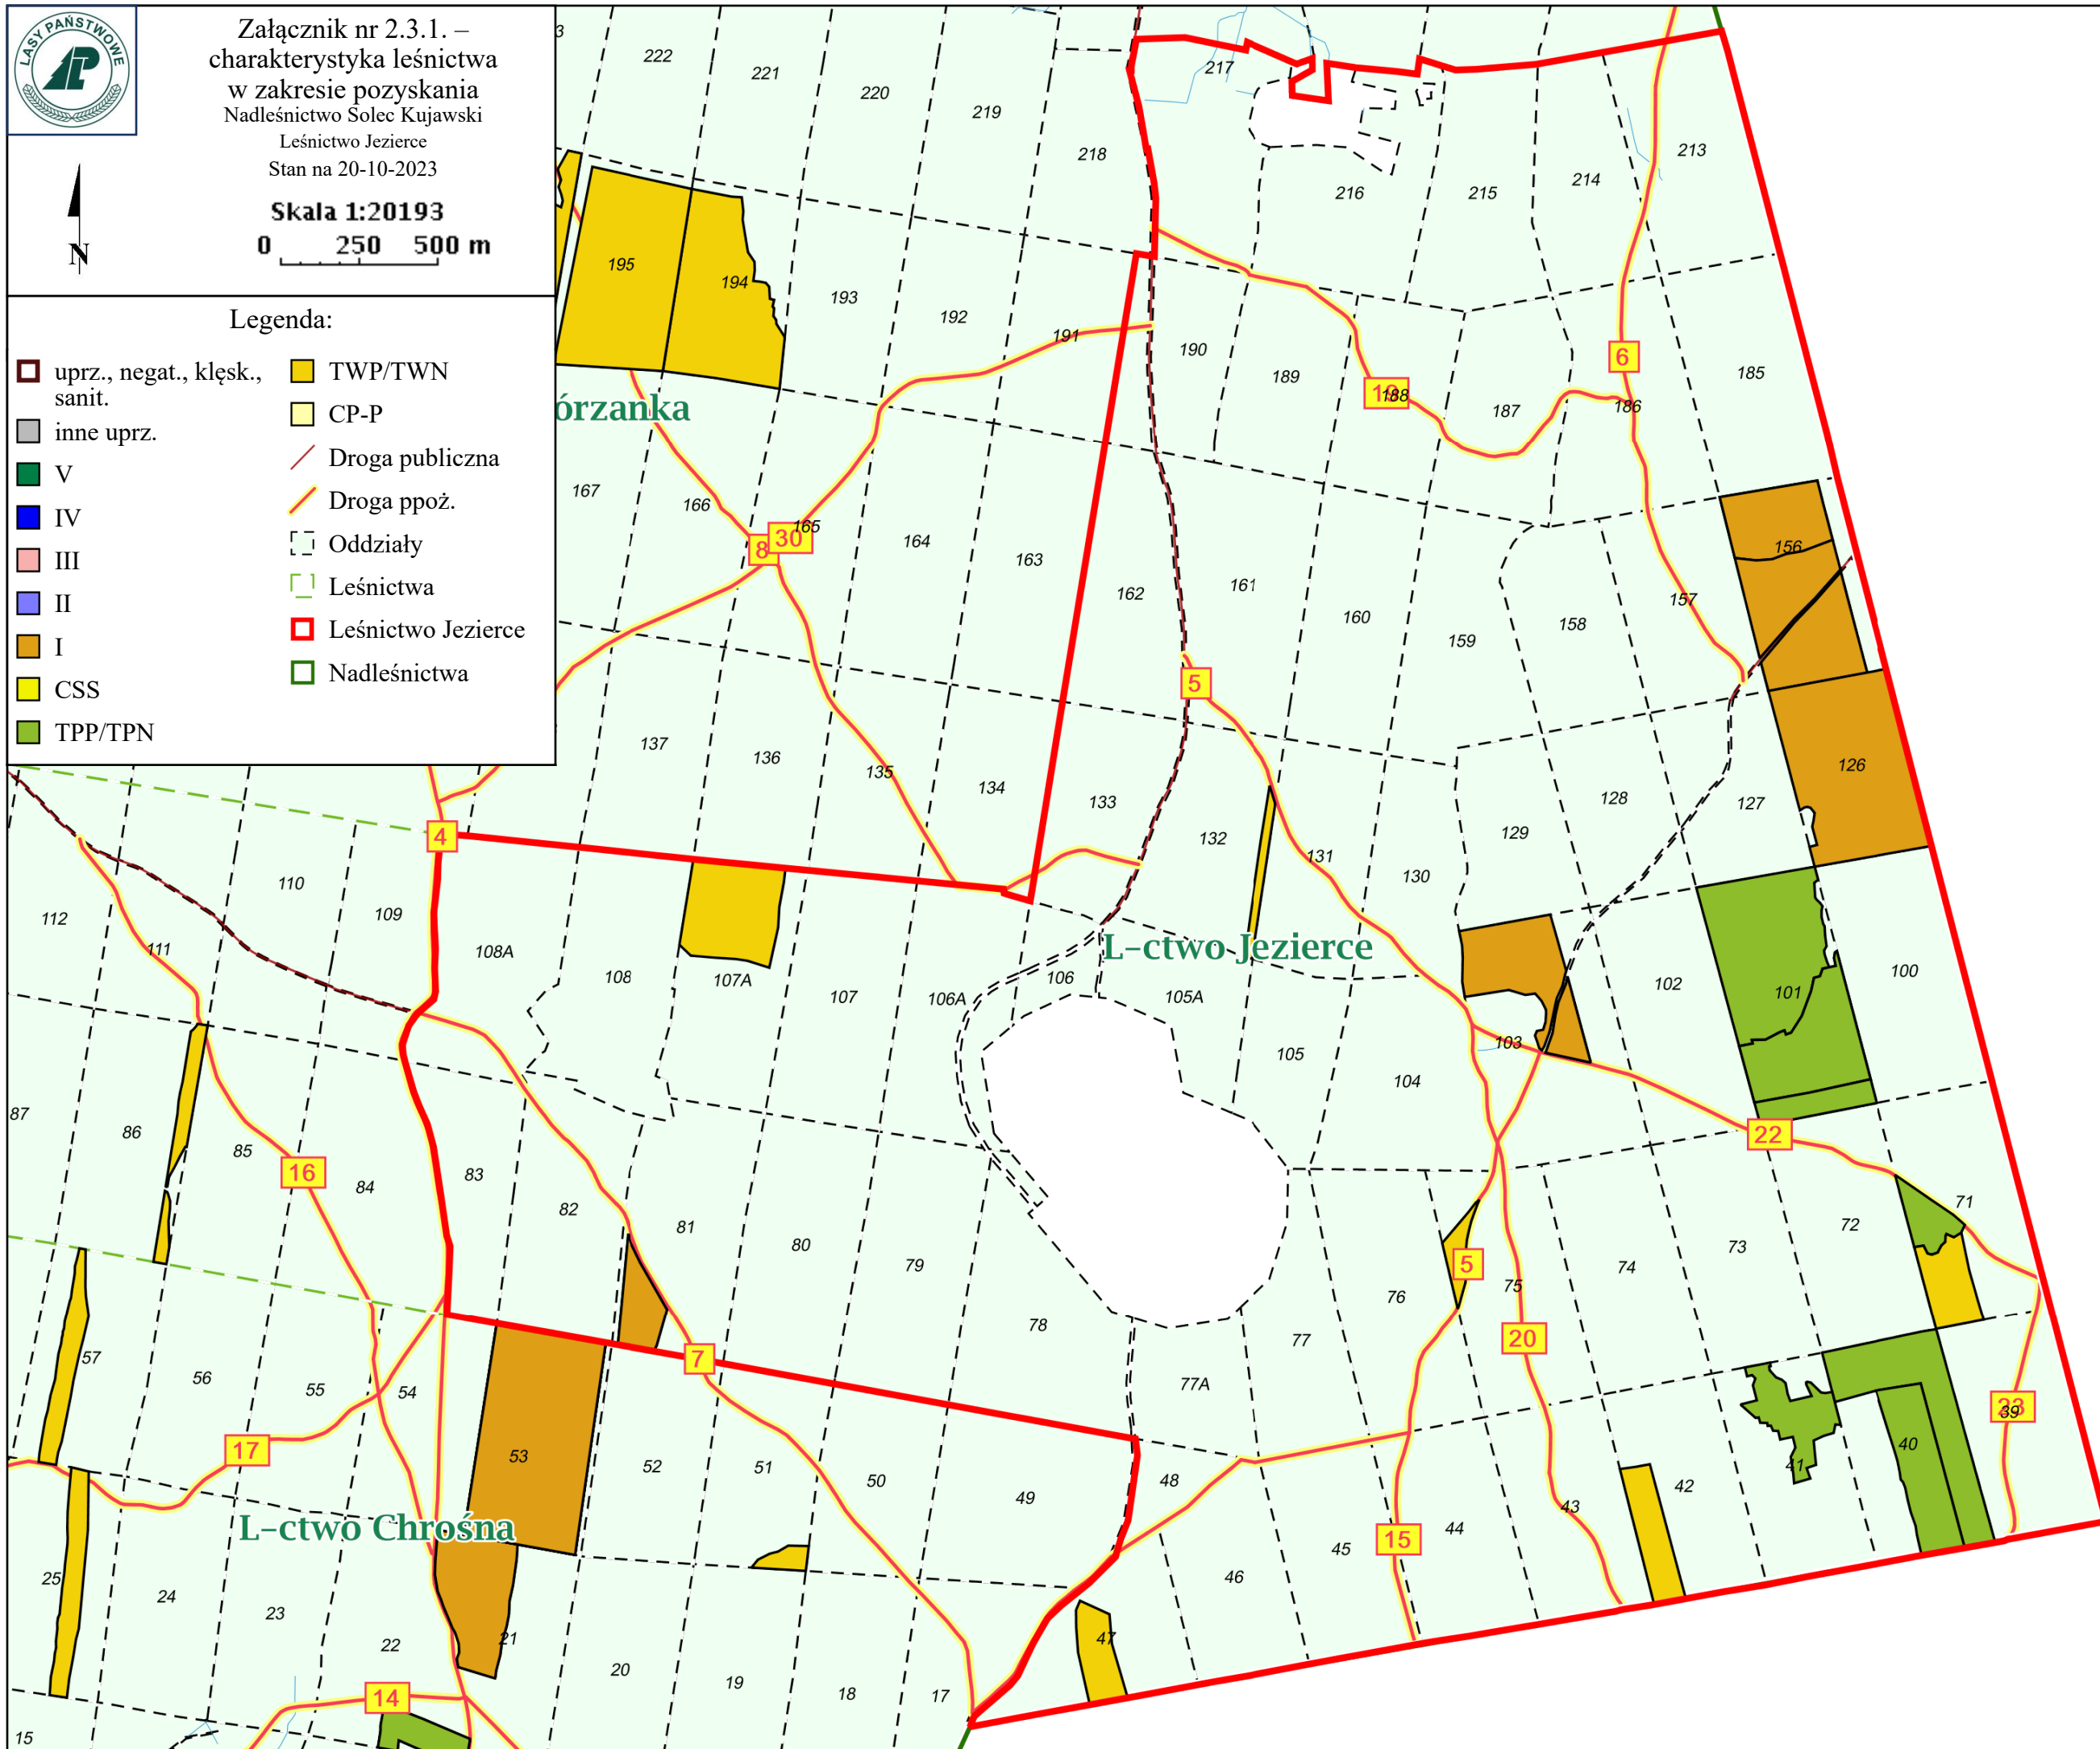 LASY PAŃSTWOWE
Załącznik nr 2.3.1. –
charakterystyka leśnictwa
w zakresie pozyskania
Nadleśnictwo Solec Kujawski
Leśnictwo Jezierce
Stan na 20-10-2023
Skala 1:20193
0 250 500 m
N
Legenda:
uprz., negat., klęsk.,
sanit.
inne uprz.
V
IV
III
II
I
CSS
TPP/TPN
TWP/TWN
CP-P
Droga publiczna
Droga ppoż.
Oddziały
Leśnictwa
Leśnictwo Jezierce
Nadleśnictwa
3 222 221 220 219 218 217 216 215 214 213
195 194 193 192 191 190 189 188 187 186 185
6
órzanka
167 166 165 164 163 162 161 160 159 158 157 156
8 30
5
137 136 135 134 133 132 131 130 129 128 127 126
4
112 111 110 109 108A 108 107A 107 106A 106 105A 105 104 103 102 101 100
L-ctwo Jezierce
87 86 85 84 83 82 81 80 79 78 77A 77 76 75 74 73 72 71
16 22 5 20 7
57 56 55 54 53 52 51 50 49 48 47 46 45 44 43 42 41 40 39
17 15
L-ctwo Chrośna
25 24 23 22 21 20 19 18 17
14
15